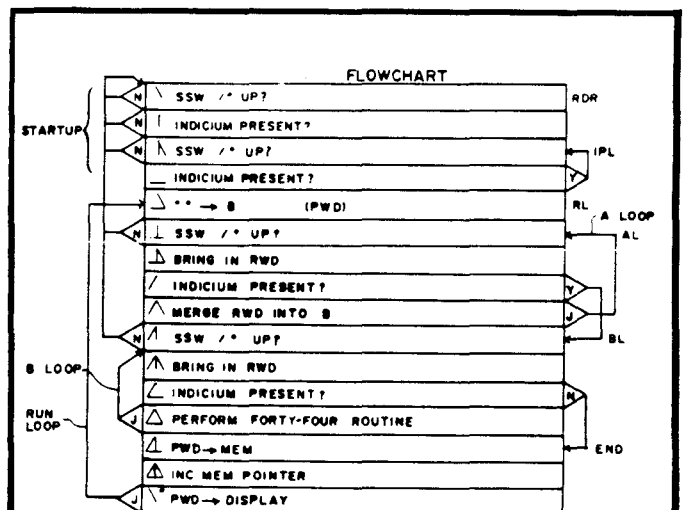 FLOWCHART
N SSW /° UP? RDR
STARTUP N INDICIUM PRESENT?
N SSW /° UP? IPL
INDICIUM PRESENT? Y
" " → B (PWD) RL
A LOOP
N SSW /° UP? AL
BRING IN RWD
INDICIUM PRESENT? Y
MERGE RWD INTO B J
N SSW /° UP? BL
B LOOP BRING IN RWD
INDICIUM PRESENT? N
RUN LOOP J PERFORM FORTY-FOUR ROUTINE
PWD → MEM END
INC MEM POINTER
J PWD → DISPLAY